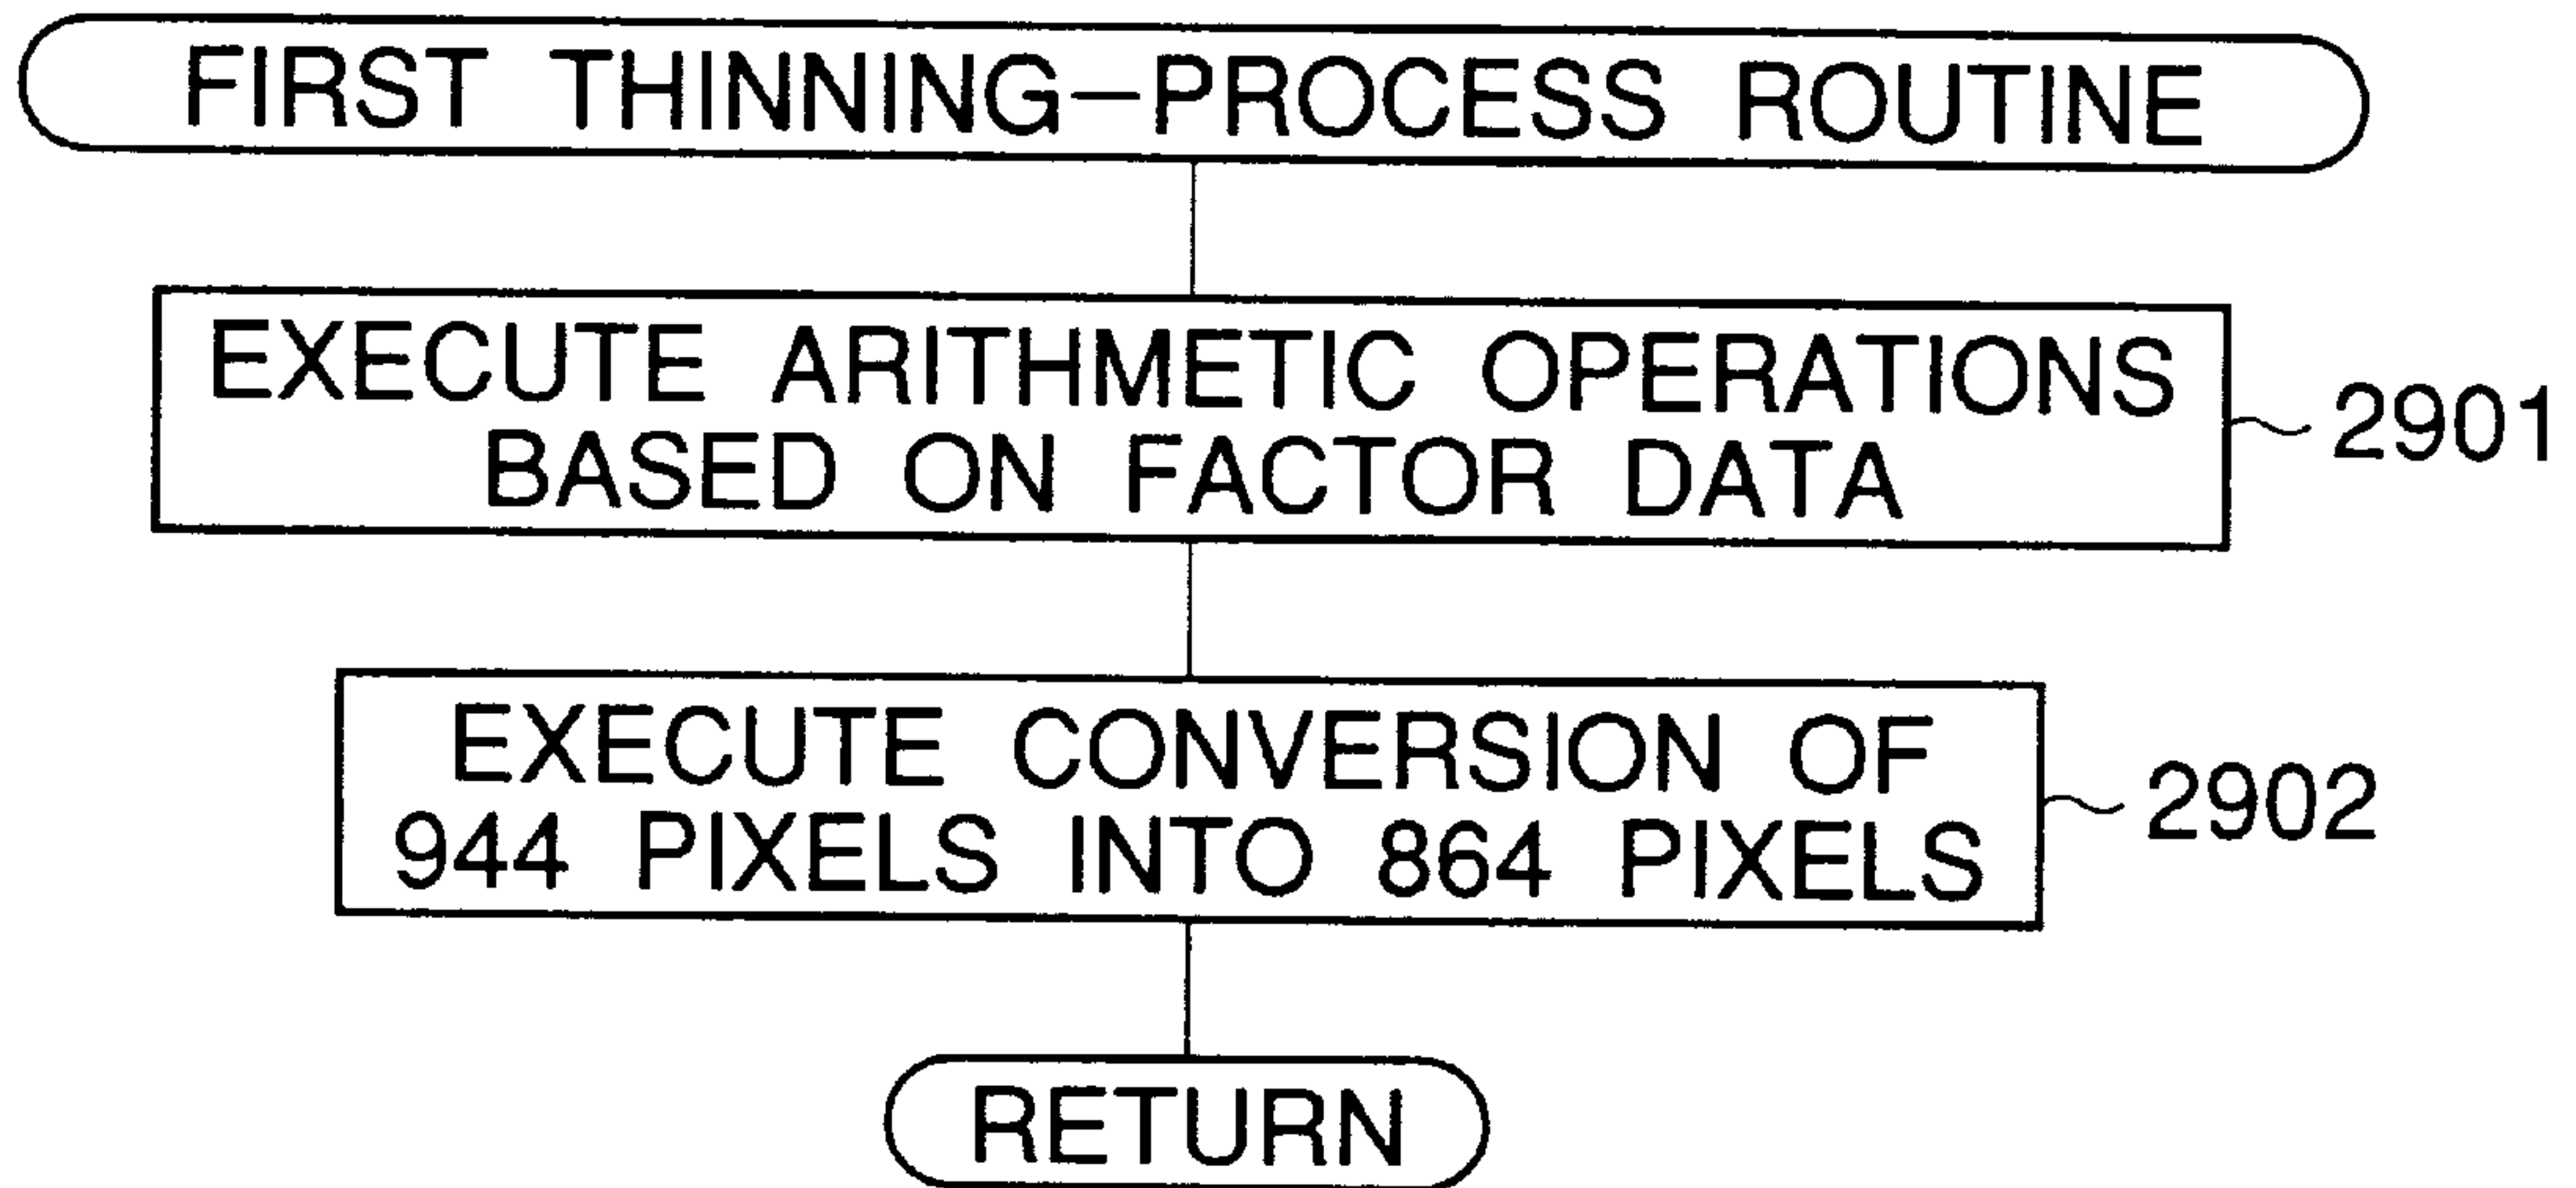 FIRST THINNING-PROCESS ROUTINE
EXECUTE ARITHMETIC OPERATIONS
BASED ON FACTOR DATA
2901
EXECUTE CONVERSION OF
944 PIXELS INTO 864 PIXELS
2902
RETURN